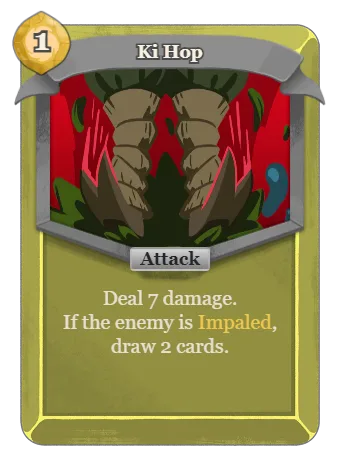 1
Ki Hop
Attack
Deal 7 damage.
If the enemy is Impaled,
draw 2 cards.